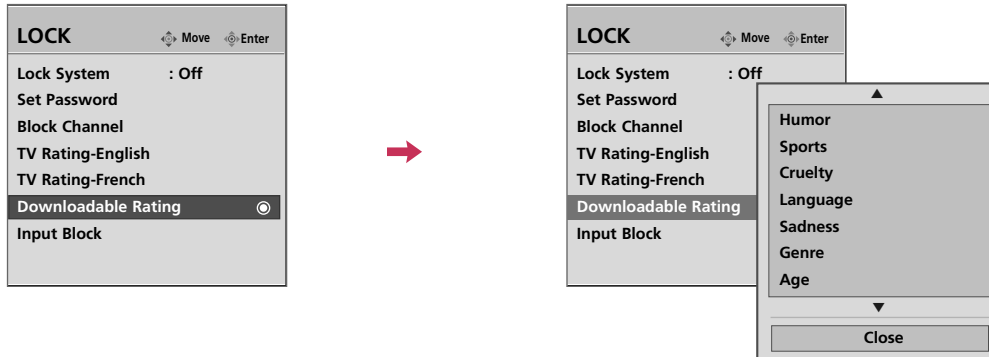 LOCK Move Enter
Lock System : Off
Set Password
Block Channel
TV Rating-English
TV Rating-French
Downloadable Rating
Input Block
LOCK Move Enter
Lock System : Off
Set Password
Block Channel
TV Rating-English
TV Rating-French
Downloadable Rating
Input Block
Humor
Sports
Cruelty
Language
Sadness
Genre
Age
Close